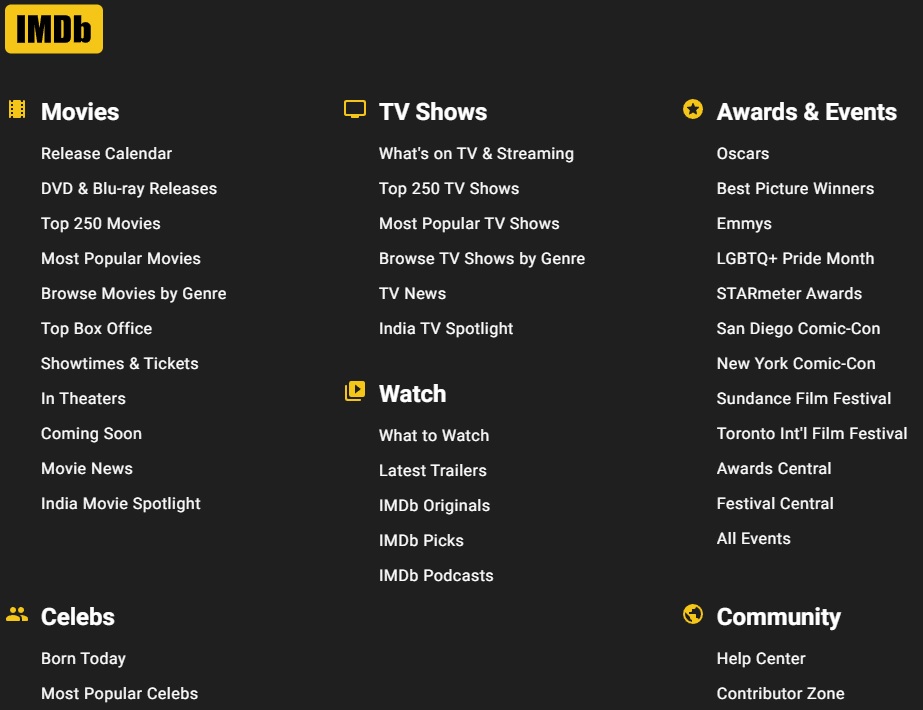 IMDb
Movies
Release Calendar
DVD & Blu-ray Releases
Top 250 Movies
Most Popular Movies
Browse Movies by Genre
Top Box Office
Showtimes & Tickets
In Theaters
Coming Soon
Movie News
India Movie Spotlight
TV Shows
What's on TV & Streaming
Top 250 TV Shows
Most Popular TV Shows
Browse TV Shows by Genre
TV News
India TV Spotlight
Watch
What to Watch
Latest Trailers
IMDb Originals
IMDb Picks
IMDb Podcasts
Awards & Events
Oscars
Best Picture Winners
Emmys
LGBTQ+ Pride Month
STARmeter Awards
San Diego Comic-Con
New York Comic-Con
Sundance Film Festival
Toronto Int'l Film Festival
Awards Central
Festival Central
All Events
Celebs
Born Today
Most Popular Celebs
Community
Help Center
Contributor Zone